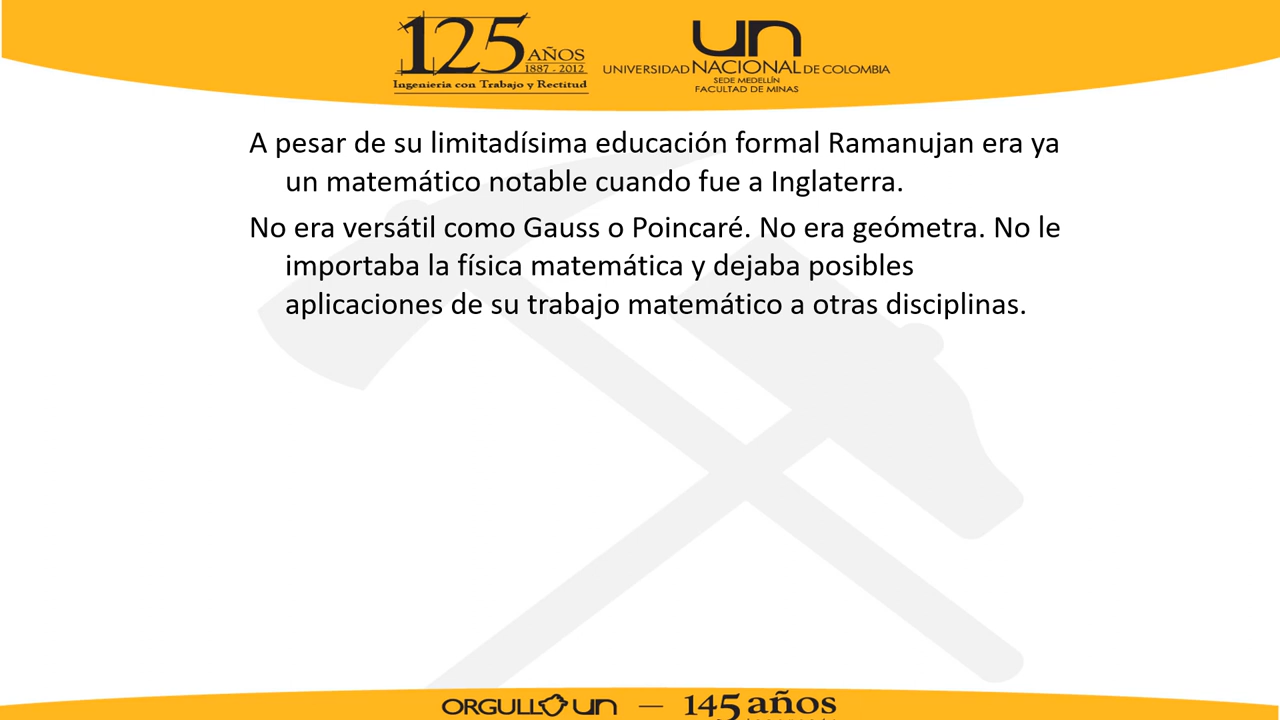 125 AÑOS
1887 - 2012
Ingeniería con Trabajo y Rectitud
un
UNIVERSIDAD NACIONAL DE COLOMBIA
SEDE MEDELLÍN
FACULTAD DE MINAS
A pesar de su limitadísima educación formal Ramanujan era ya
un matemático notable cuando fue a Inglaterra.
No era versátil como Gauss o Poincaré. No era geómetra. No le
importaba la física matemática y dejaba posibles
aplicaciones de su trabajo matemático a otras disciplinas.
ORGULLO un — 145 años